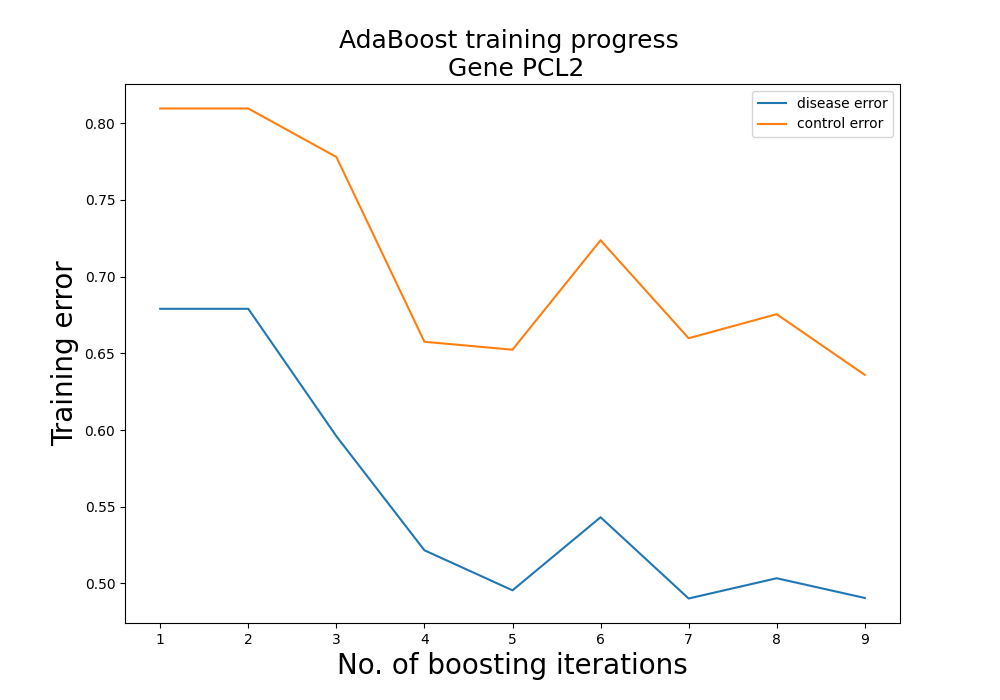 AdaBoost training progress
Gene PCL2
disease error
control error
Training error
0.80
0.75
0.70
0.65
0.60
0.55
0.50
1 2 3 4 5 6 7 8 9
No. of boosting iterations